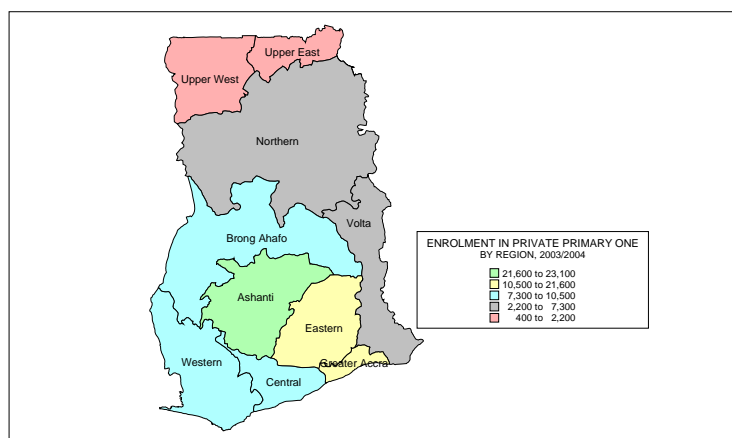 Upper East
Upper West
Northern
Volta
Brong Ahafo
ENROLMENT IN PRIVATE PRIMARY ONE
BY REGION, 2003/2004
21,600 to 23,100
10,500 to 21,600
7,300 to 10,500
2,200 to 7,300
400 to 2,200
Ashanti
Eastern
Western
Greater Accra
Central